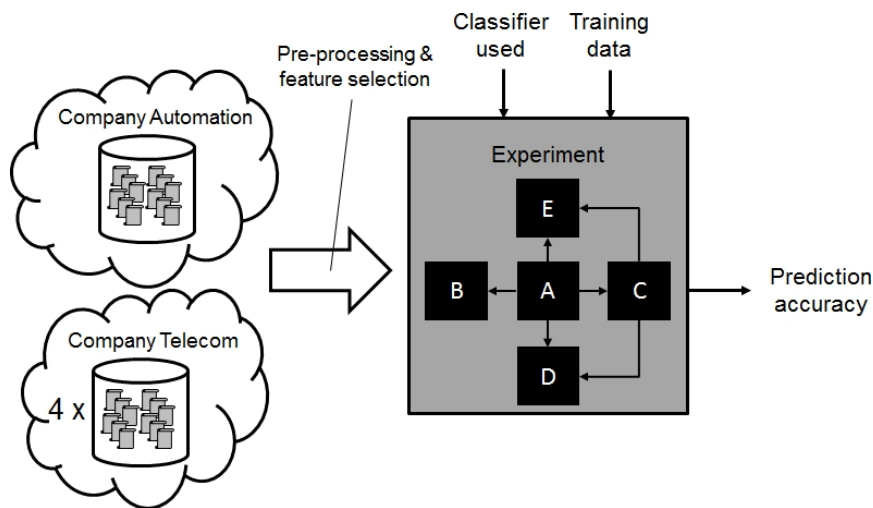 Classifier
used
Training
data
Pre-processing &
feature selection
Company Automation
Experiment
E
B
A
C
D
Prediction
accuracy
Company Telecom
4 x